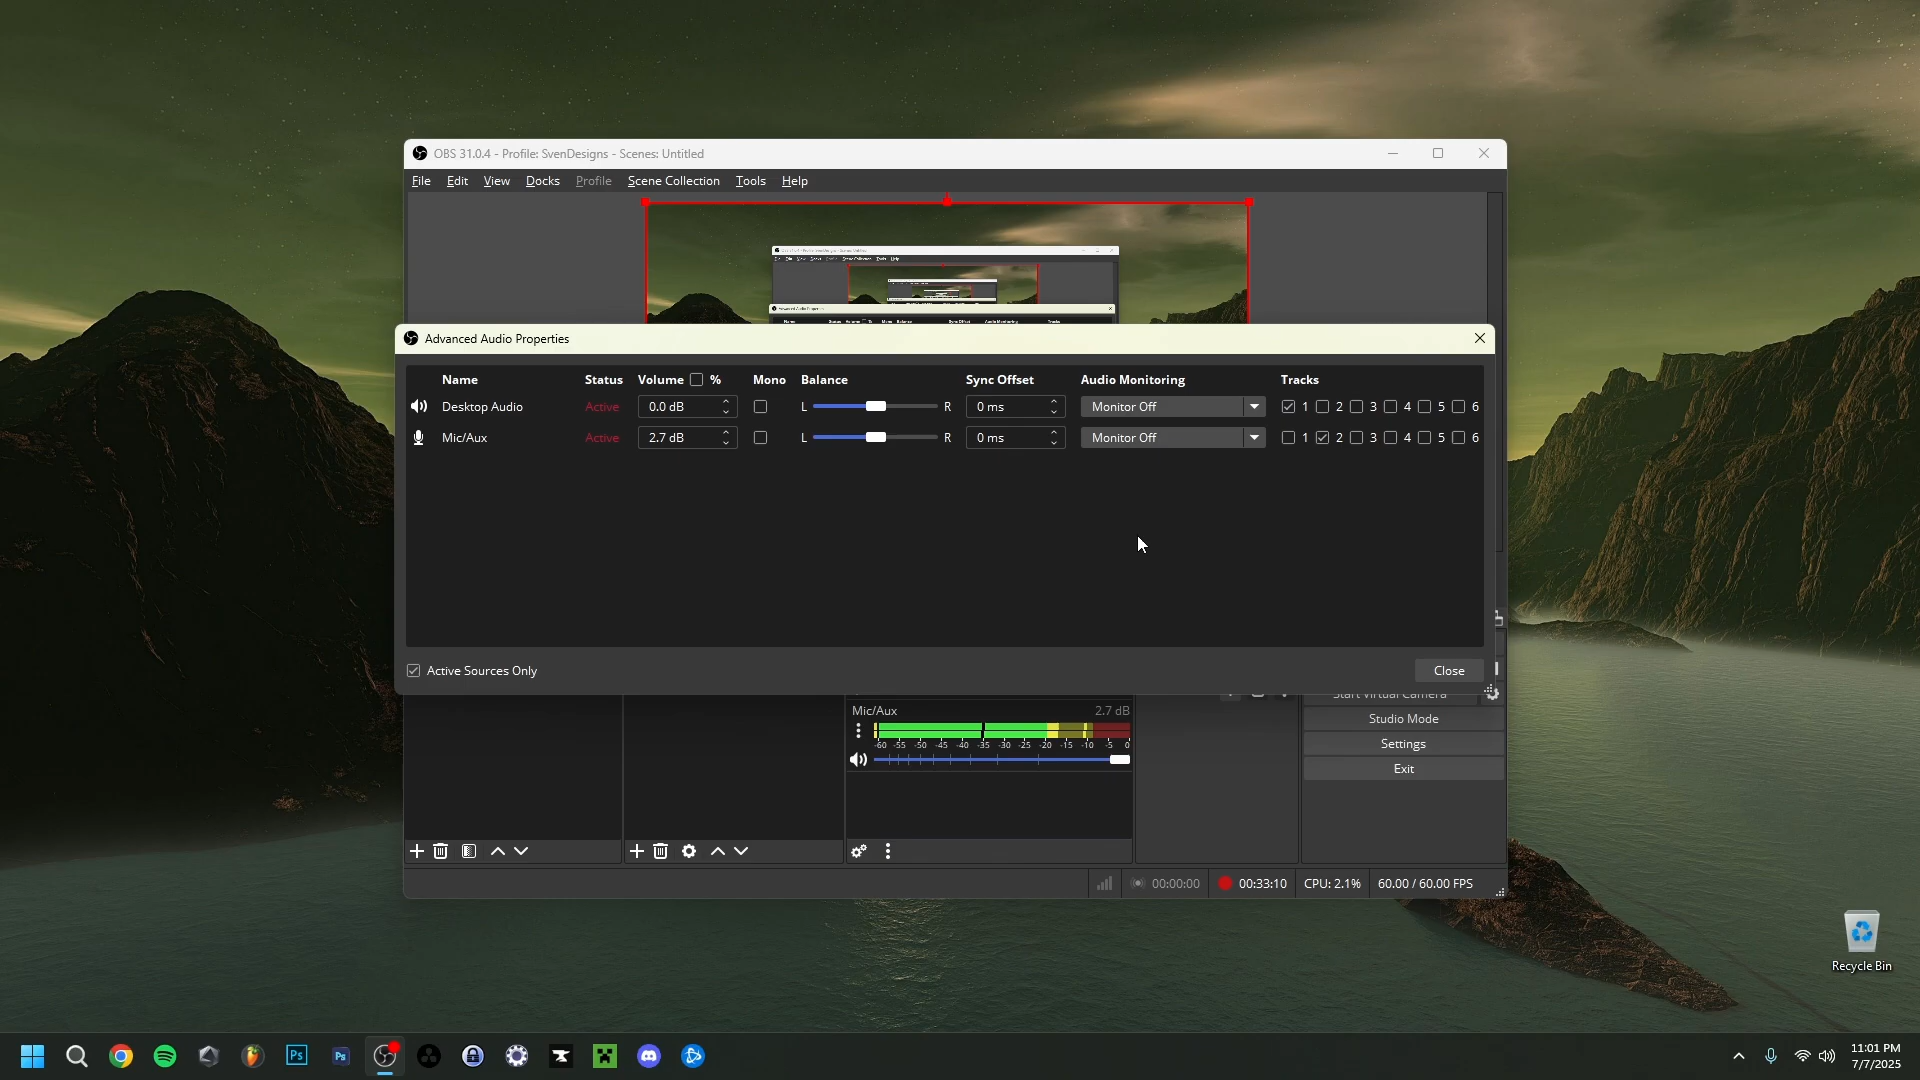 OBS 31.0.4 - Profile: SvenDesigns - Scenes: Untitled
File Edit View Docks Profile Scene Collection Tools Help
Advanced Audio Properties
Name Status Volume % Mono Balance Sync Offset Audio Monitoring Tracks
Desktop Audio Active 0.0 dB L R 0 ms Monitor Off 1 2 3 4 5 6
Mic/Aux Active 2.7 dB L R 0 ms Monitor Off 1 2 3 4 5 6
Active Sources Only Close
Start Virtual Camera
Mic/Aux 2.7 dB
Studio Mode
-60 -55 -50 -45 -40 -35 -30 -25 -20 -15 -10 -5 0
Settings
Exit
00:00:00 00:33:10 CPU: 2.1% 60.00 / 60.00 FPS
Recycle Bin
Ps Ps
11:01 PM
7/7/2025